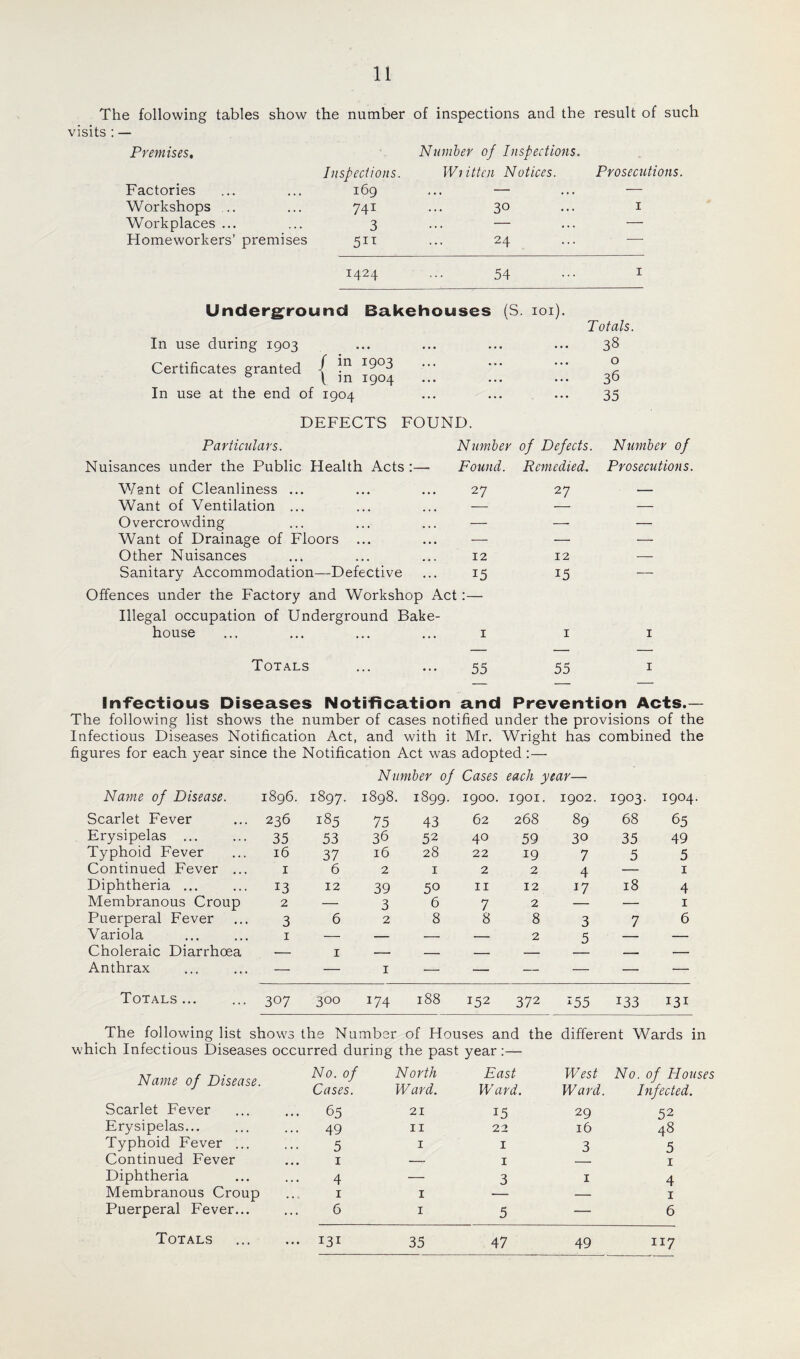 11
The following tables show the number of inspections and the result of such
visits : —
Premises. Number of Inspections.
Inspections. Written Notices. Prosecutions.
Factories ... ... 169 ... — ... —
Workshops ... ... 741 ... 30 ... 1
Workplaces ... ... 3 ... — ... —
Homeworkers' premises 511 ... 24 ... —
1424 ... 54 ... 1
Underground Bakehouses (S. 101).
Totals.
In use during 1903 ... ... ... ... 38
Certificates granted { in 1903 ... ... ... 0
{ in 1904 ... ... ... 36
In use at the end of 1904 ... ... ... 35
DEFECTS FOUND.
Particulars. Number of Defects. Number of
Nuisances under the Public Health Acts :— Found. Remedied. Prosecutions.
Want of Cleanliness ... ... ... 27 27 —
Want of Ventilation ... ... ... — — —
Overcrowding ... ... ... — — —
Want of Drainage of Floors ... ... — — —
Other Nuisances ... ... ... 12 12 —
Sanitary Accommodation—Defective ... 15 15 —
Offences under the Factory and Workshop Act :—
Illegal occupation of Underground Bake-
house ... ... ... ... 1 1 1
Totals ... ... 55 55 1
Infectious Diseases Notification and Prevention Acts.—
The following list shows the number of cases notified under the provisions of the
Infectious Diseases Notification Act, and with it Mr. Wright has combined the
figures for each year since the Notification Act was adopted :—
Number of Cases each year—
Name of Disease. 1896. 1897. 1898. 1899. 1900. 1901. 1902. 1903. 1904.
Scarlet Fever ... 236 185 75 43 62 268 89 68 65
Erysipelas ... ... 35 53 36 52 40 59 30 35 49
Typhoid Fever ... 16 37 16 28 22 19 7 5 5
Continued Fever ... 1 6 2 1 2 2 4 — 1
Diphtheria ... ... 13 12 39 50 11 12 17 18 4
Membranous Croup 2 — 3 6 7 2 — — 1
Puerperal Fever ... 3 6 2 8 8 8 3 7 6
Variola ... ... 1 — — — — 2 5 — —
Choleraic Diarrhœa — 1 — — — — — — —
Anthrax ... ... — — 1 — — — — — —
Totals ... ... 307 300 174 188 152 372 155 133 131
The following list shows the Number of Houses and the different Wards in
which Infectious Diseases occurred during the past year :—
Name of Disease. No. of Cases. North Ward. East Ward. West Ward. No. of Houses Infected.
Scarlet Fever ... ... 65 21 15 29 52
Erysipelas... ... ... 49 11 22 16 48
Typhoid Fever ... ... 5 1 1 3 5
Continued Fever ... 1 — 1 — 1
Diphtheria ... ... 4 — 3 1 4
Membranous Croup ... 1 1 — — 1
Puerperal Fever... ... 6 1 5 — 6
Totals ... ... 131 35 47 49 117